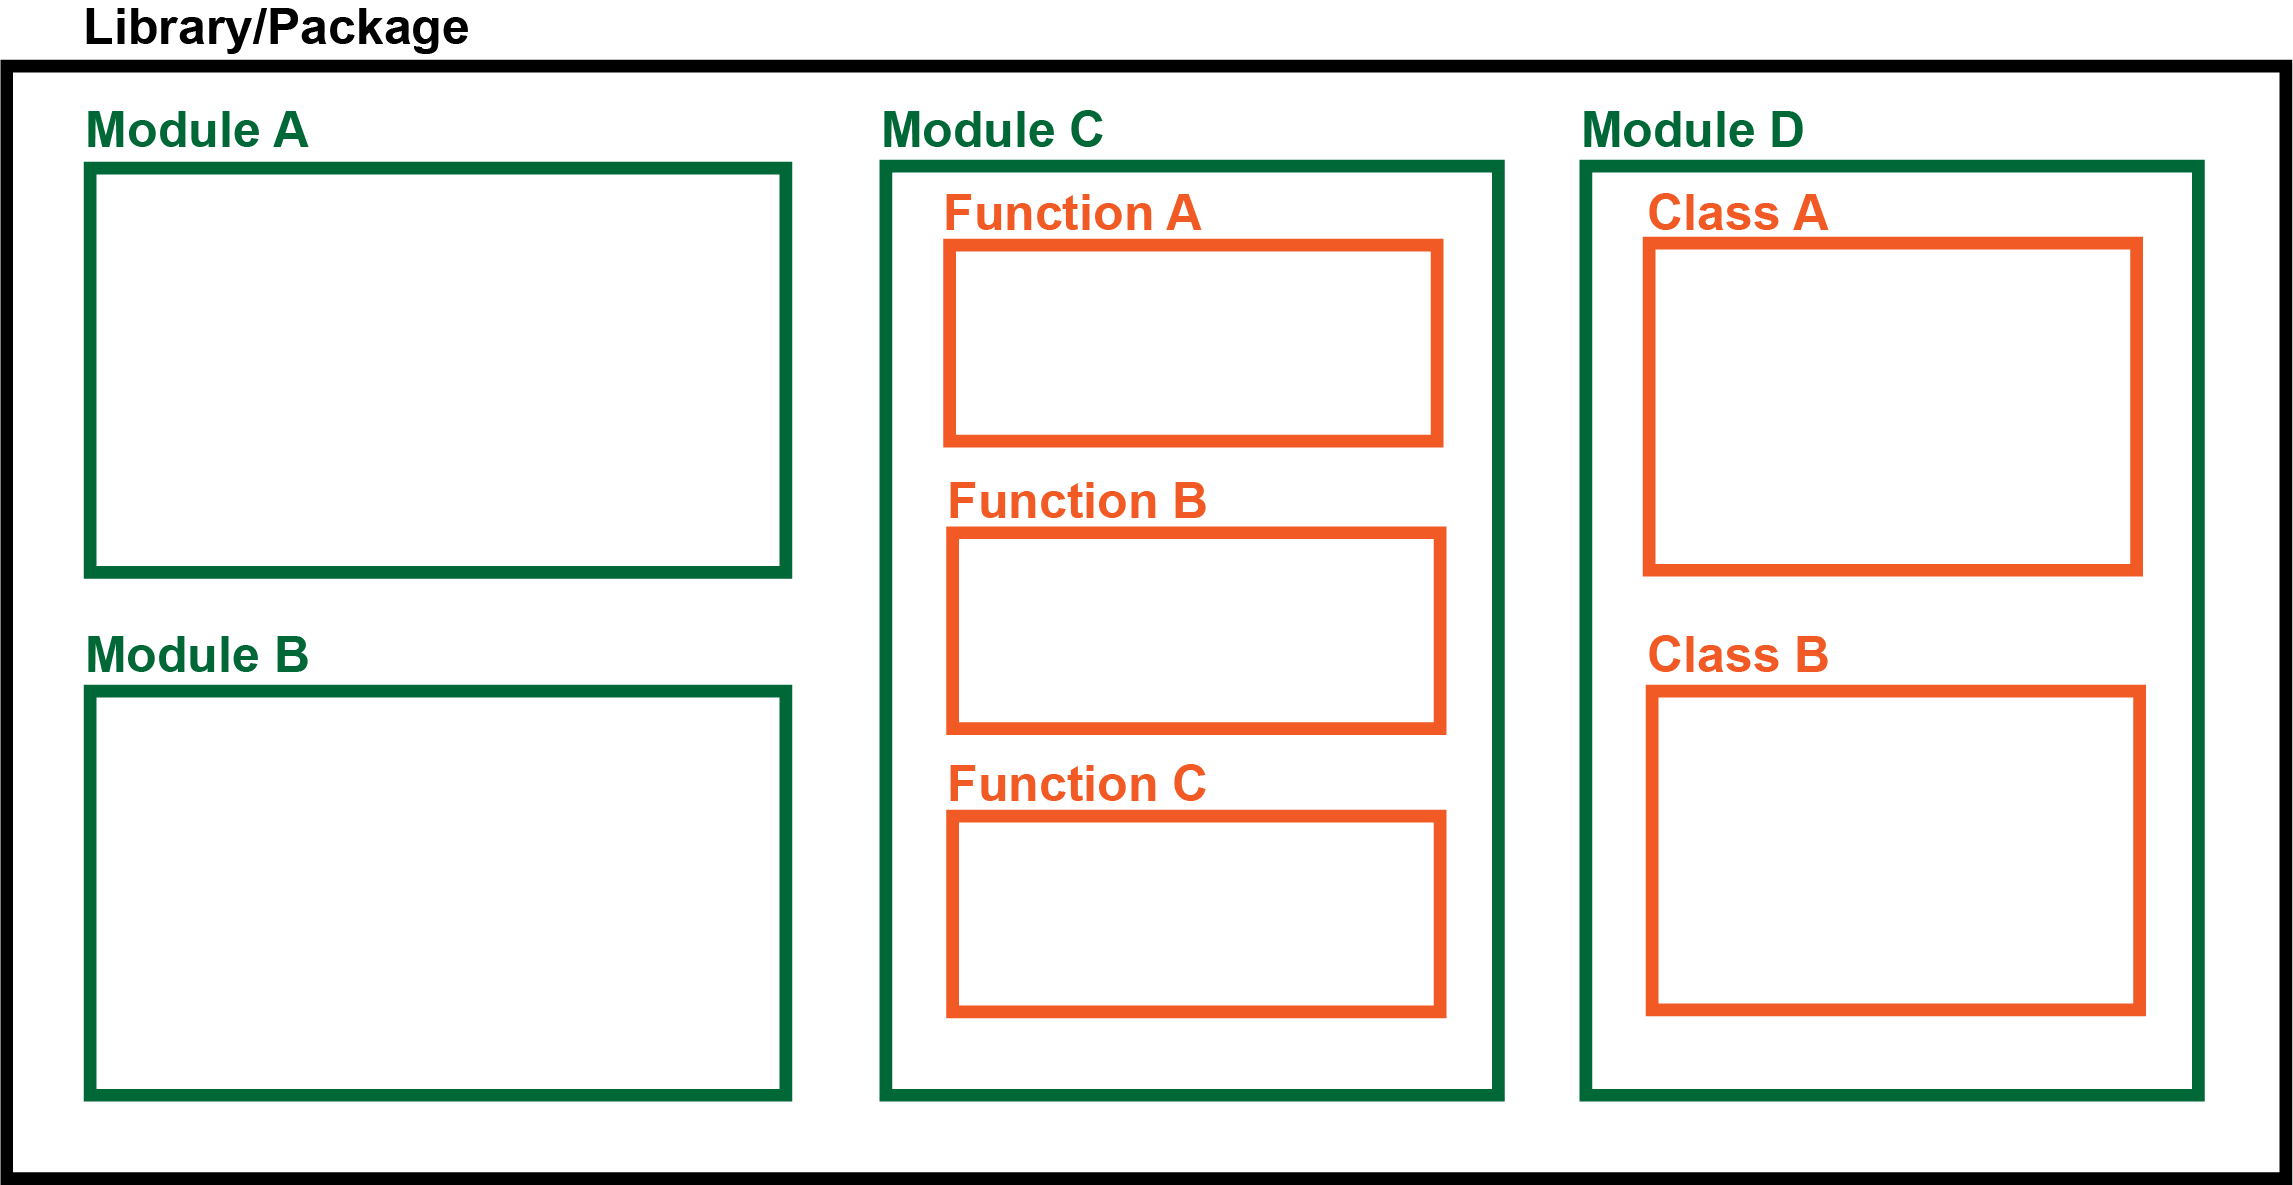 Library/Package
Module A
Module B
Module C
Function A
Function B
Function C
Module D
Class A
Class B